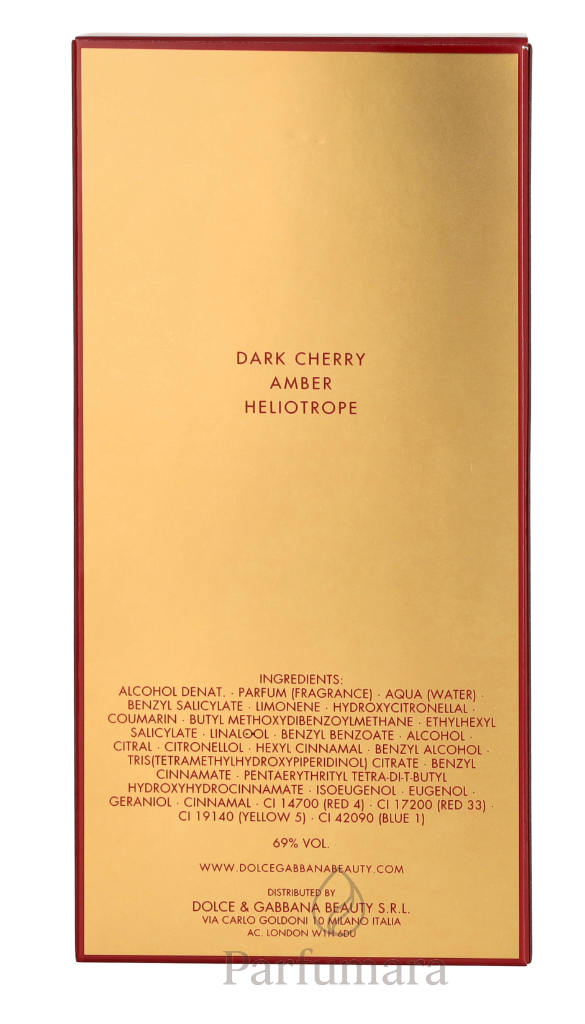 DARK CHERRY
AMBER
HELIOTROPE
INGREDIENTS:
ALCOHOL DENAT. · PARFUM (FRAGRANCE) · AQUA (WATER) ·
BENZYL SALICYLATE · LIMONENE · HYDROXYCITRONELLAL ·
COUMARIN · BUTYL METHOXYDIBENZOYLMETHANE · ETHYLHEXYL
SALICYLATE · LINALOOL · BENZYL BENZOATE · ALCOHOL ·
CITRAL · CITRONELLOL · HEXYL CINNAMAL · BENZYL ALCOHOL ·
TRIS(TETRAMETHYLHYDROXYPIPERIDINOL) CITRATE · BENZYL
CINNAMATE · PENTAERYTHRITYL TETRA-DI-T-BUTYL
HYDROXYHYDROCINNAMATE · ISOEUGENOL · EUGENOL ·
GERANIOL · CINNAMAL · CI 14700 (RED 4) · CI 17200 (RED 33) ·
CI 19140 (YELLOW 5) · CI 42090 (BLUE 1)
69% VOL.
WWW.DOLCEGABBANABEAUTY.COM
DISTRIBUTED BY
DOLCE & GABBANA BEAUTY S.R.L.
VIA CARLO GOLDONI 10 MILANO ITALIA
AC. LONDON W1H 6DU
Parfumara